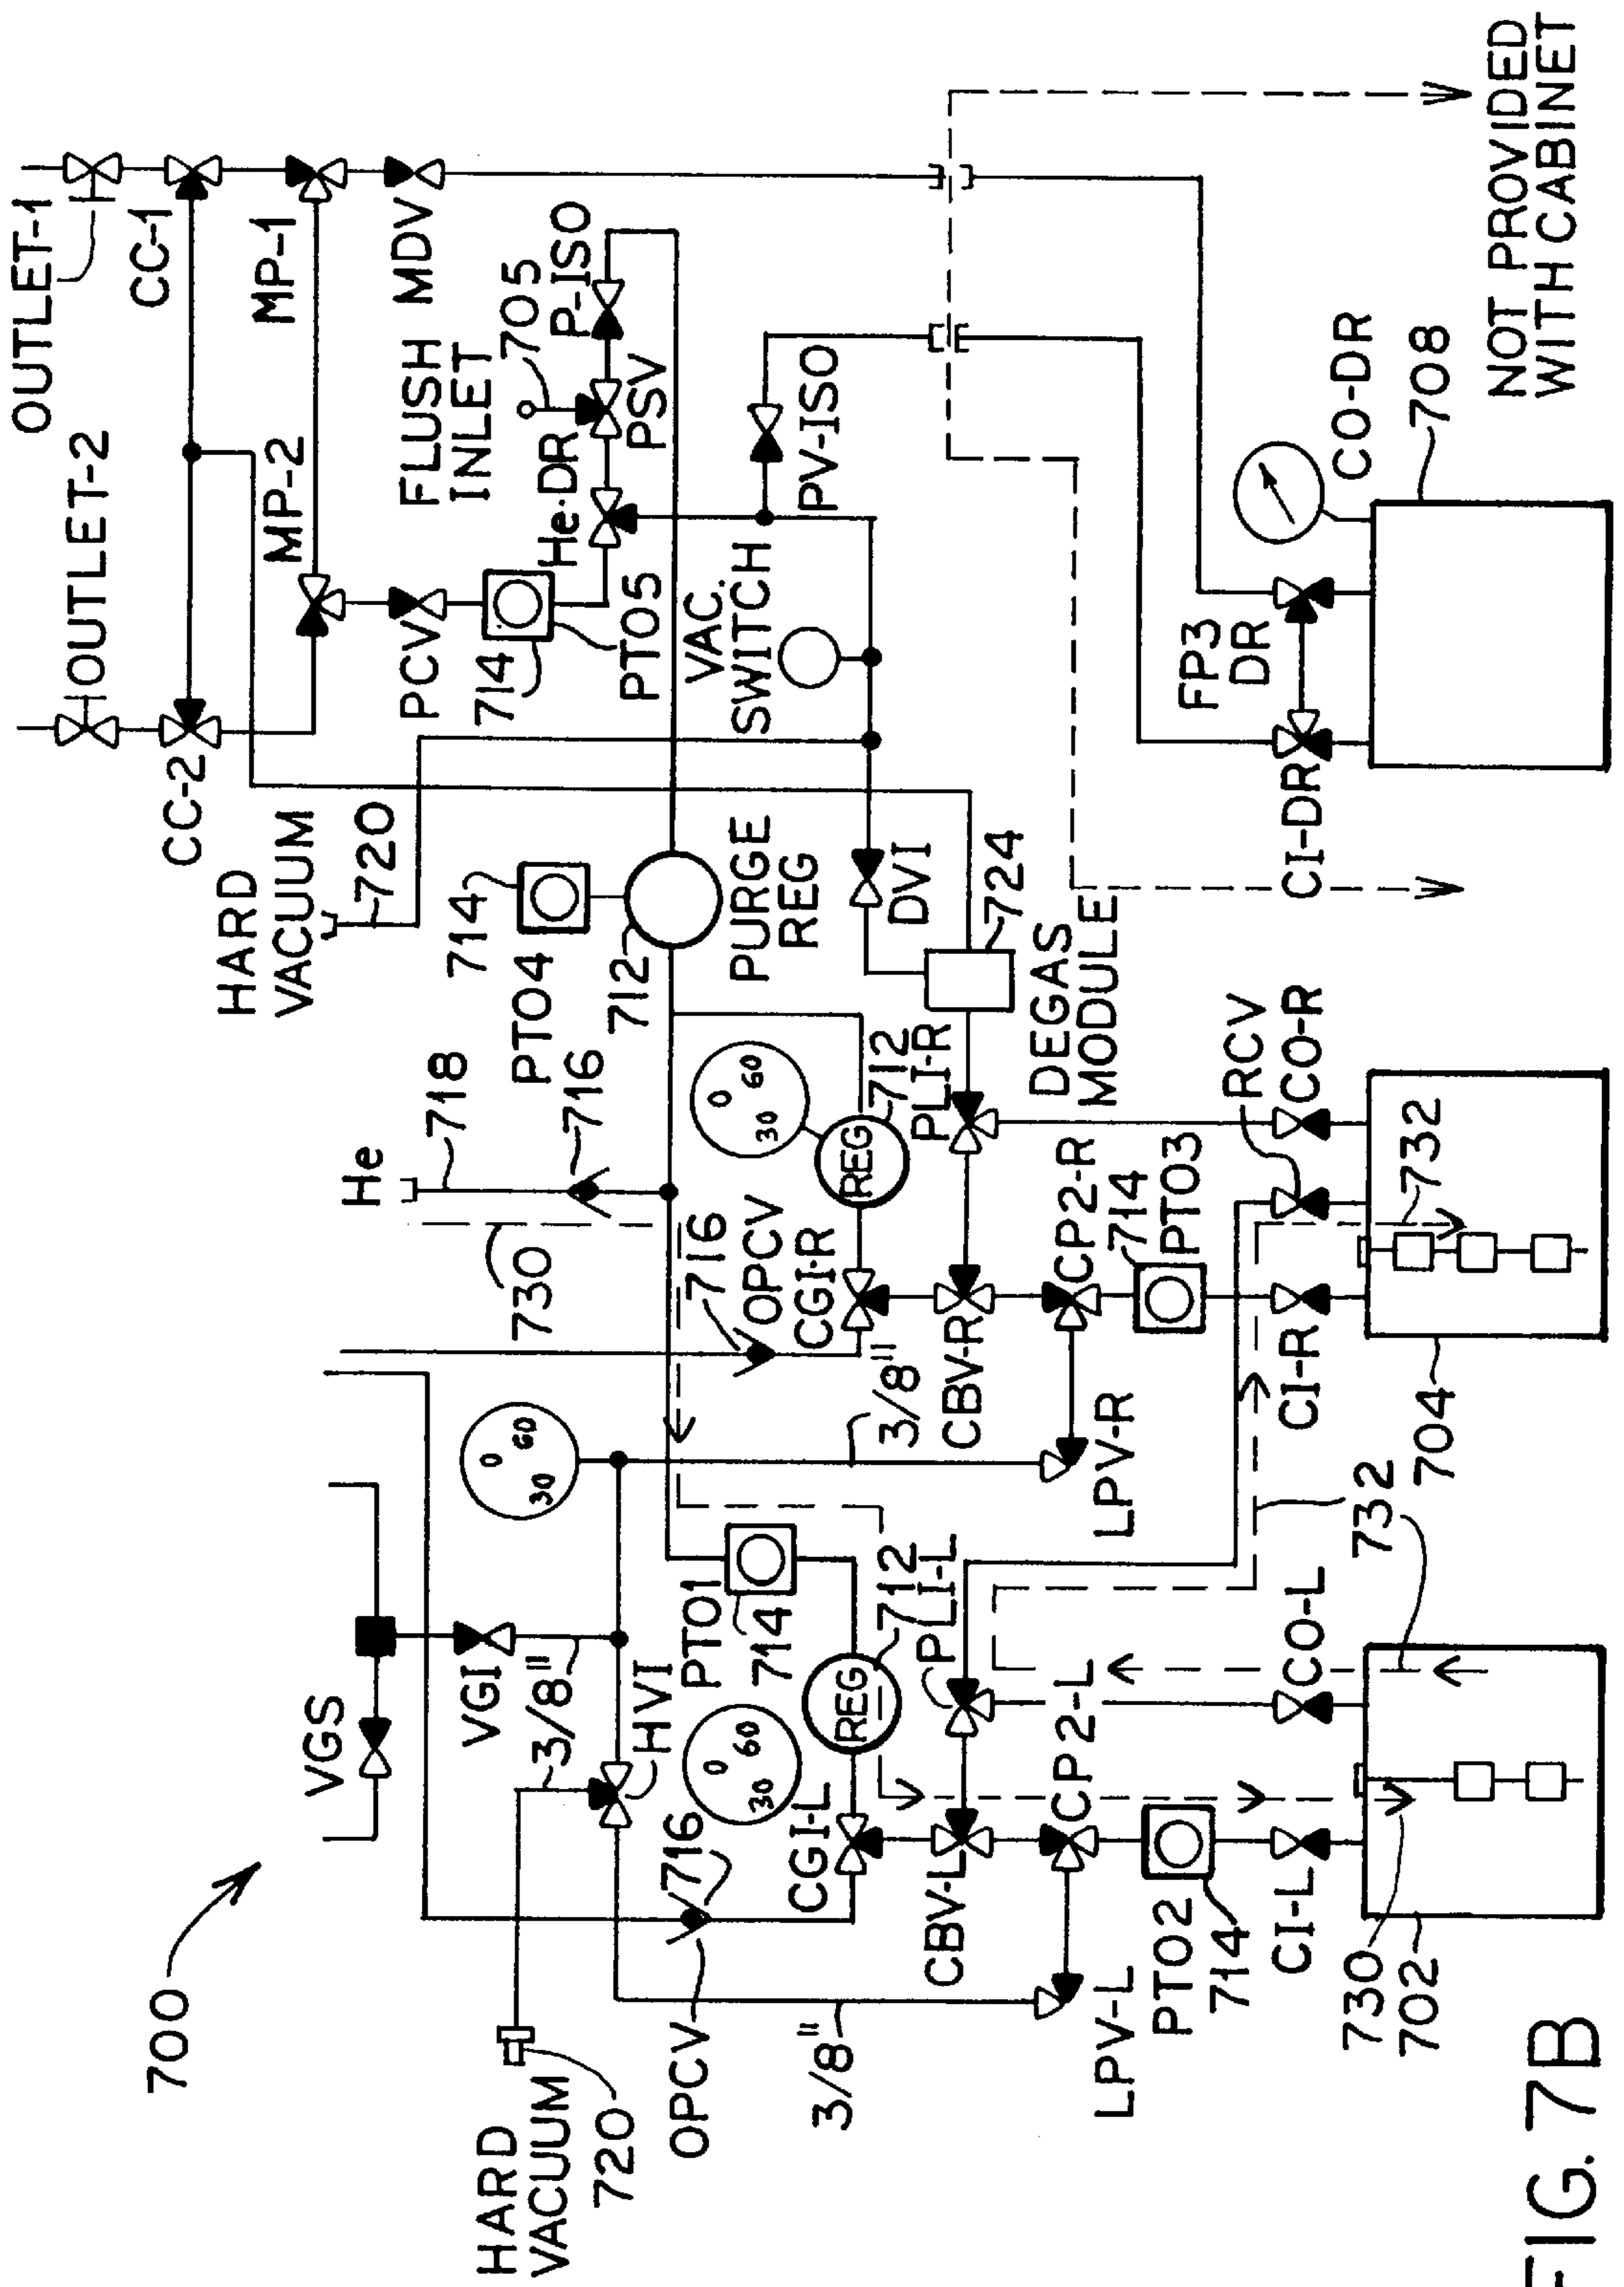 700
HARD
VACUUM
720
VGS
VGI
3/8"
HVI
0
30
60
He
718
730
716
HARD
VACUUM
720
OUTLET-2
OUTLET-1
CC-2
CC-1
MP-2
MP-1
MDV
FLUSH
INLET
705
P-ISO
PCV
He·DR
PSV
714
PT05
714
PT04
712
PURGE
REG
VAC.
SWITCH
PV-ISO
DVI
724
DEGAS
MODULE
OPCV
716
CGI-L
0
30
60
REG
712
PT01
714
PLI-L
716
OPCV
CGI-R
0
30
60
REG
712
PLI-R
3/8"
CBV-L
CP2-L
3/8"
CBV-R
CP2-R
714
PT03
LPV-L
PT02
714
CI-L
CO-L
LPV-R
CI-R
RCV
CO-R
730
702
732
704
732
CI-DR
FP3
DR
CO-DR
708
NOT PROVIDED
WITH CABINET
FIG. 7B